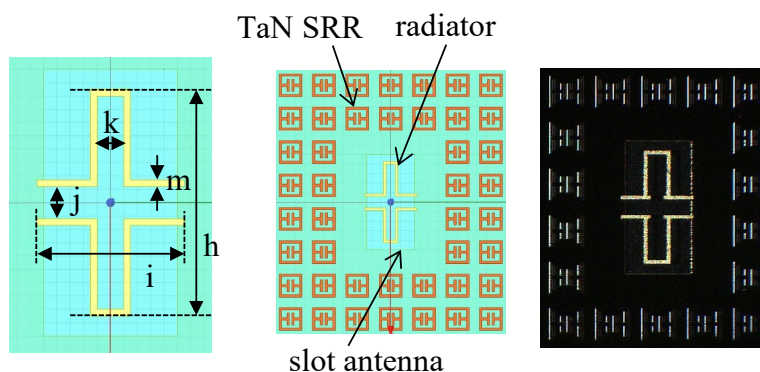 TaN SRR
radiator
k
m
j
h
i
slot antenna